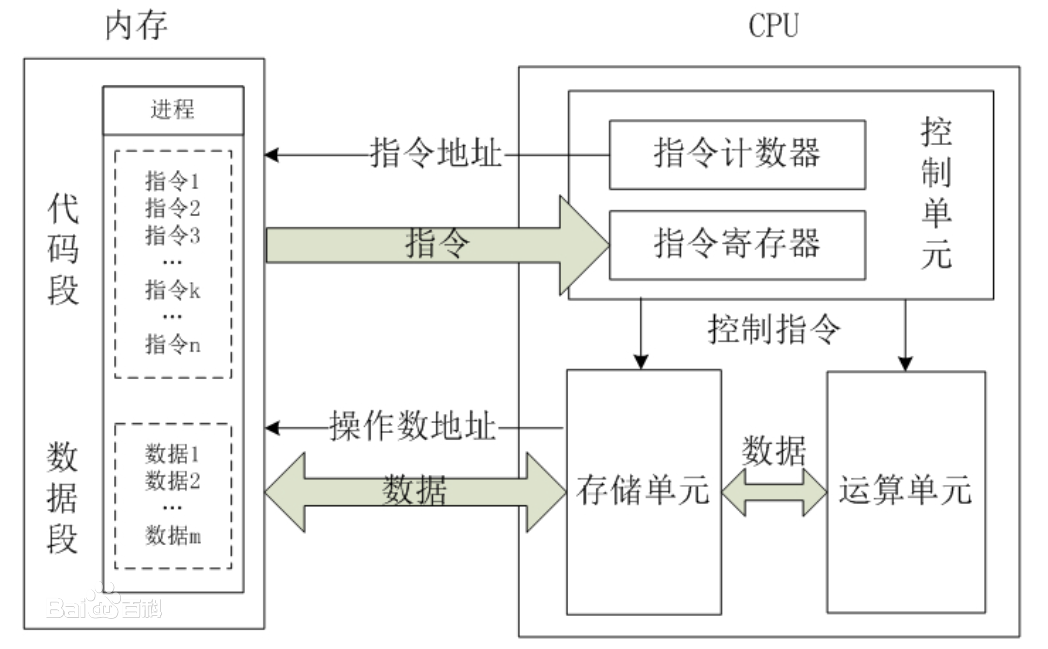 内存
CPU
进程
指令1
指令2
指令3
...
指令k
...
指令n
代码段
数据段
数据1
数据2
...
数据m
指令地址
指令
操作数地址
数据
指令计数器
指令寄存器
控制单元
控制指令
存储单元
数据
运算单元
Baidu百科